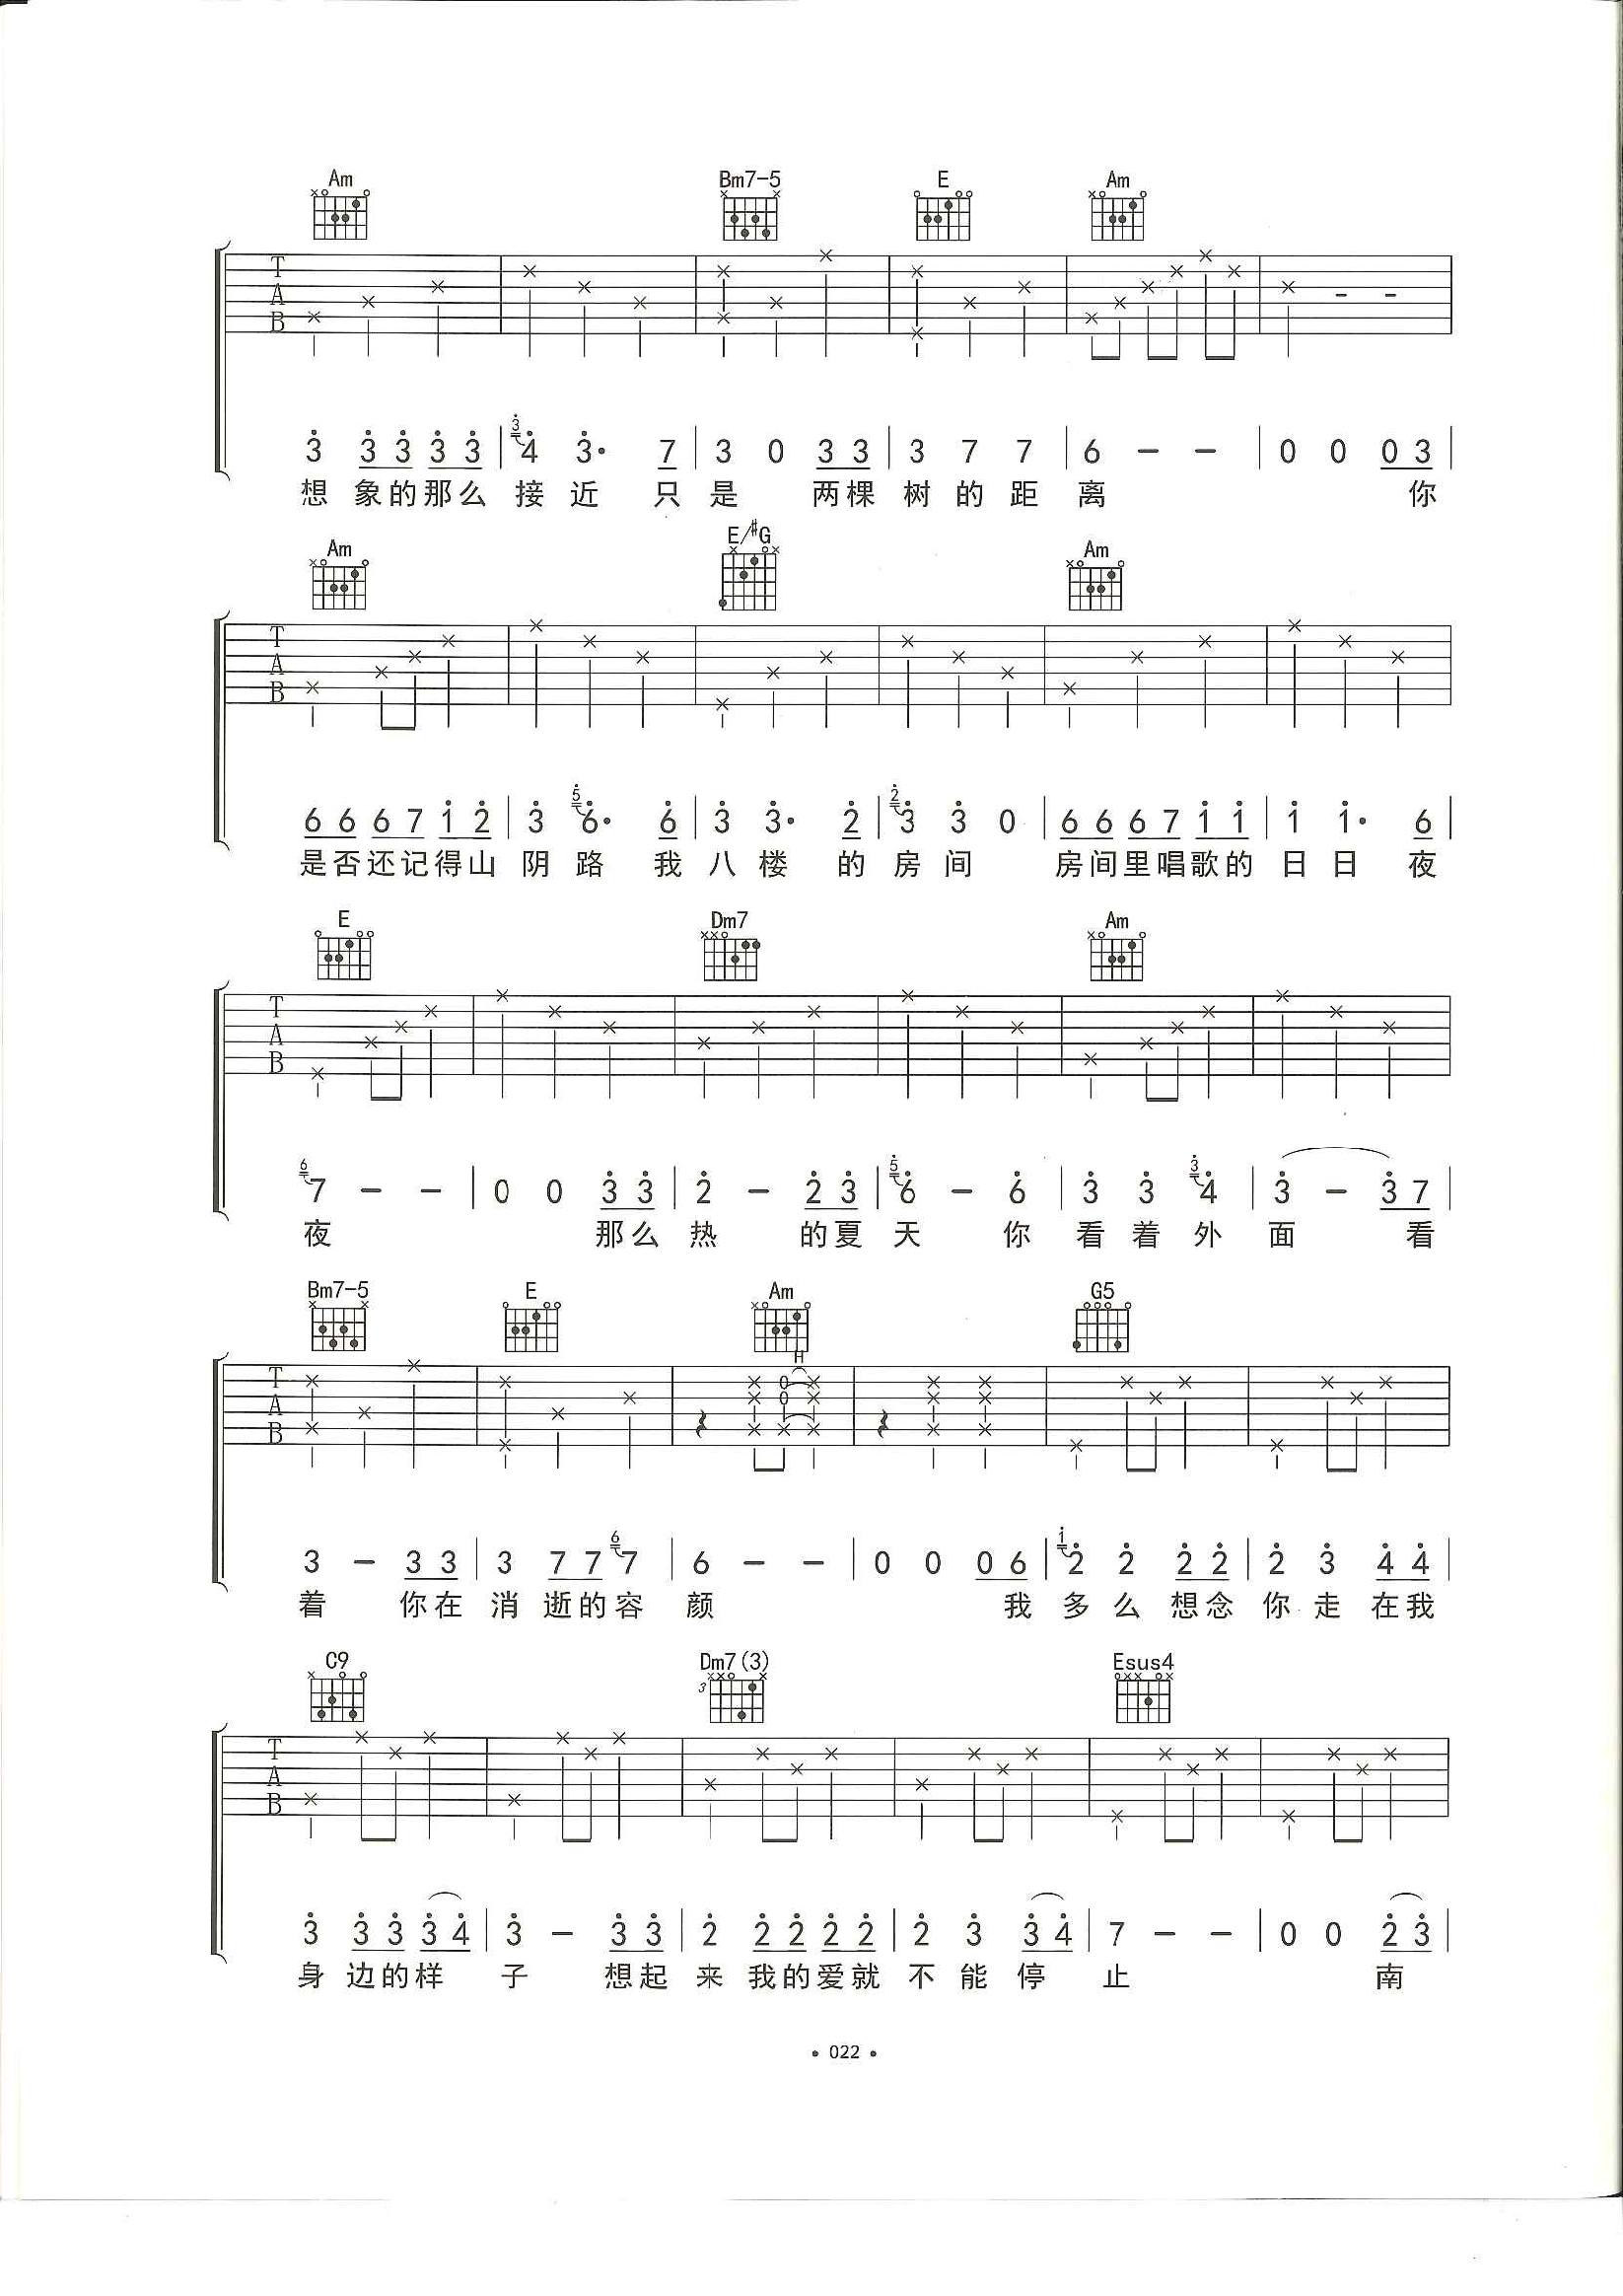 Am Bm7-5 E Am
T
A
B
3 3 3 3 3 | 3 4 3· 7 | 3 0 3 3 | 3 7 7 | 6 - - | 0 0 0 3 |
想 象的那么 接 近 只 是 两棵 树 的 距 离 你
Am E/#G Am
T
A
B
6 6 6 7 1 2 | 3 5 6· 6 | 3 3· 2 | 2 3 3 0 | 6 6 6 7 1 1 | 1 1· 6 |
是否还记得山 阴 路 我 八 楼 的 房 间 房间里唱歌的 日 日 夜
E Dm7 Am
T
A
B
6 7 - - | 0 0 3 3 | 2 - 2 3 | 5 6 - 6 | 3 3 3 4 | 3 - 3 7 |
夜 那么 热 的夏 天 你 看 着 外 面 看
Bm7-5 E Am G5
H
T
A
B
0
0
3 - 3 3 | 3 7 7 6 7 | 6 - - | 0 0 0 6 | 1 2 2 2 2 | 2 3 4 4 |
着 你在 消 逝的容 颜 我 多 么 想念 你 走 在我
C9 Dm7(3) Esus4
3
T
A
B
3 3 3 3 4 | 3 - 3 3 | 2 2 2 2 2 | 2 3 3 4 | 7 - - | 0 0 2 3 |
身 边的样 子 想起 来 我的爱就 不 能 停 止 南
• 022 •